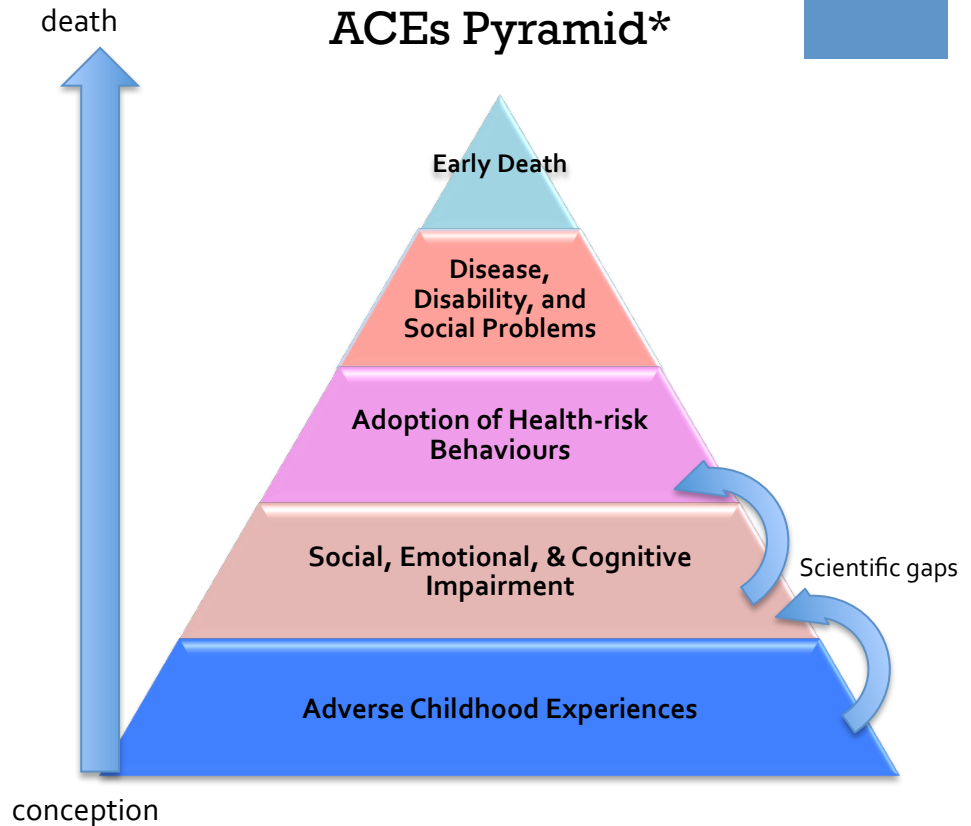 death
ACEs Pyramid*
Early Death
Disease,
Disability, and
Social Problems
Adoption of Health-risk
Behaviours
Social, Emotional, & Cognitive
Impairment
Scientific gaps
Adverse Childhood Experiences
conception